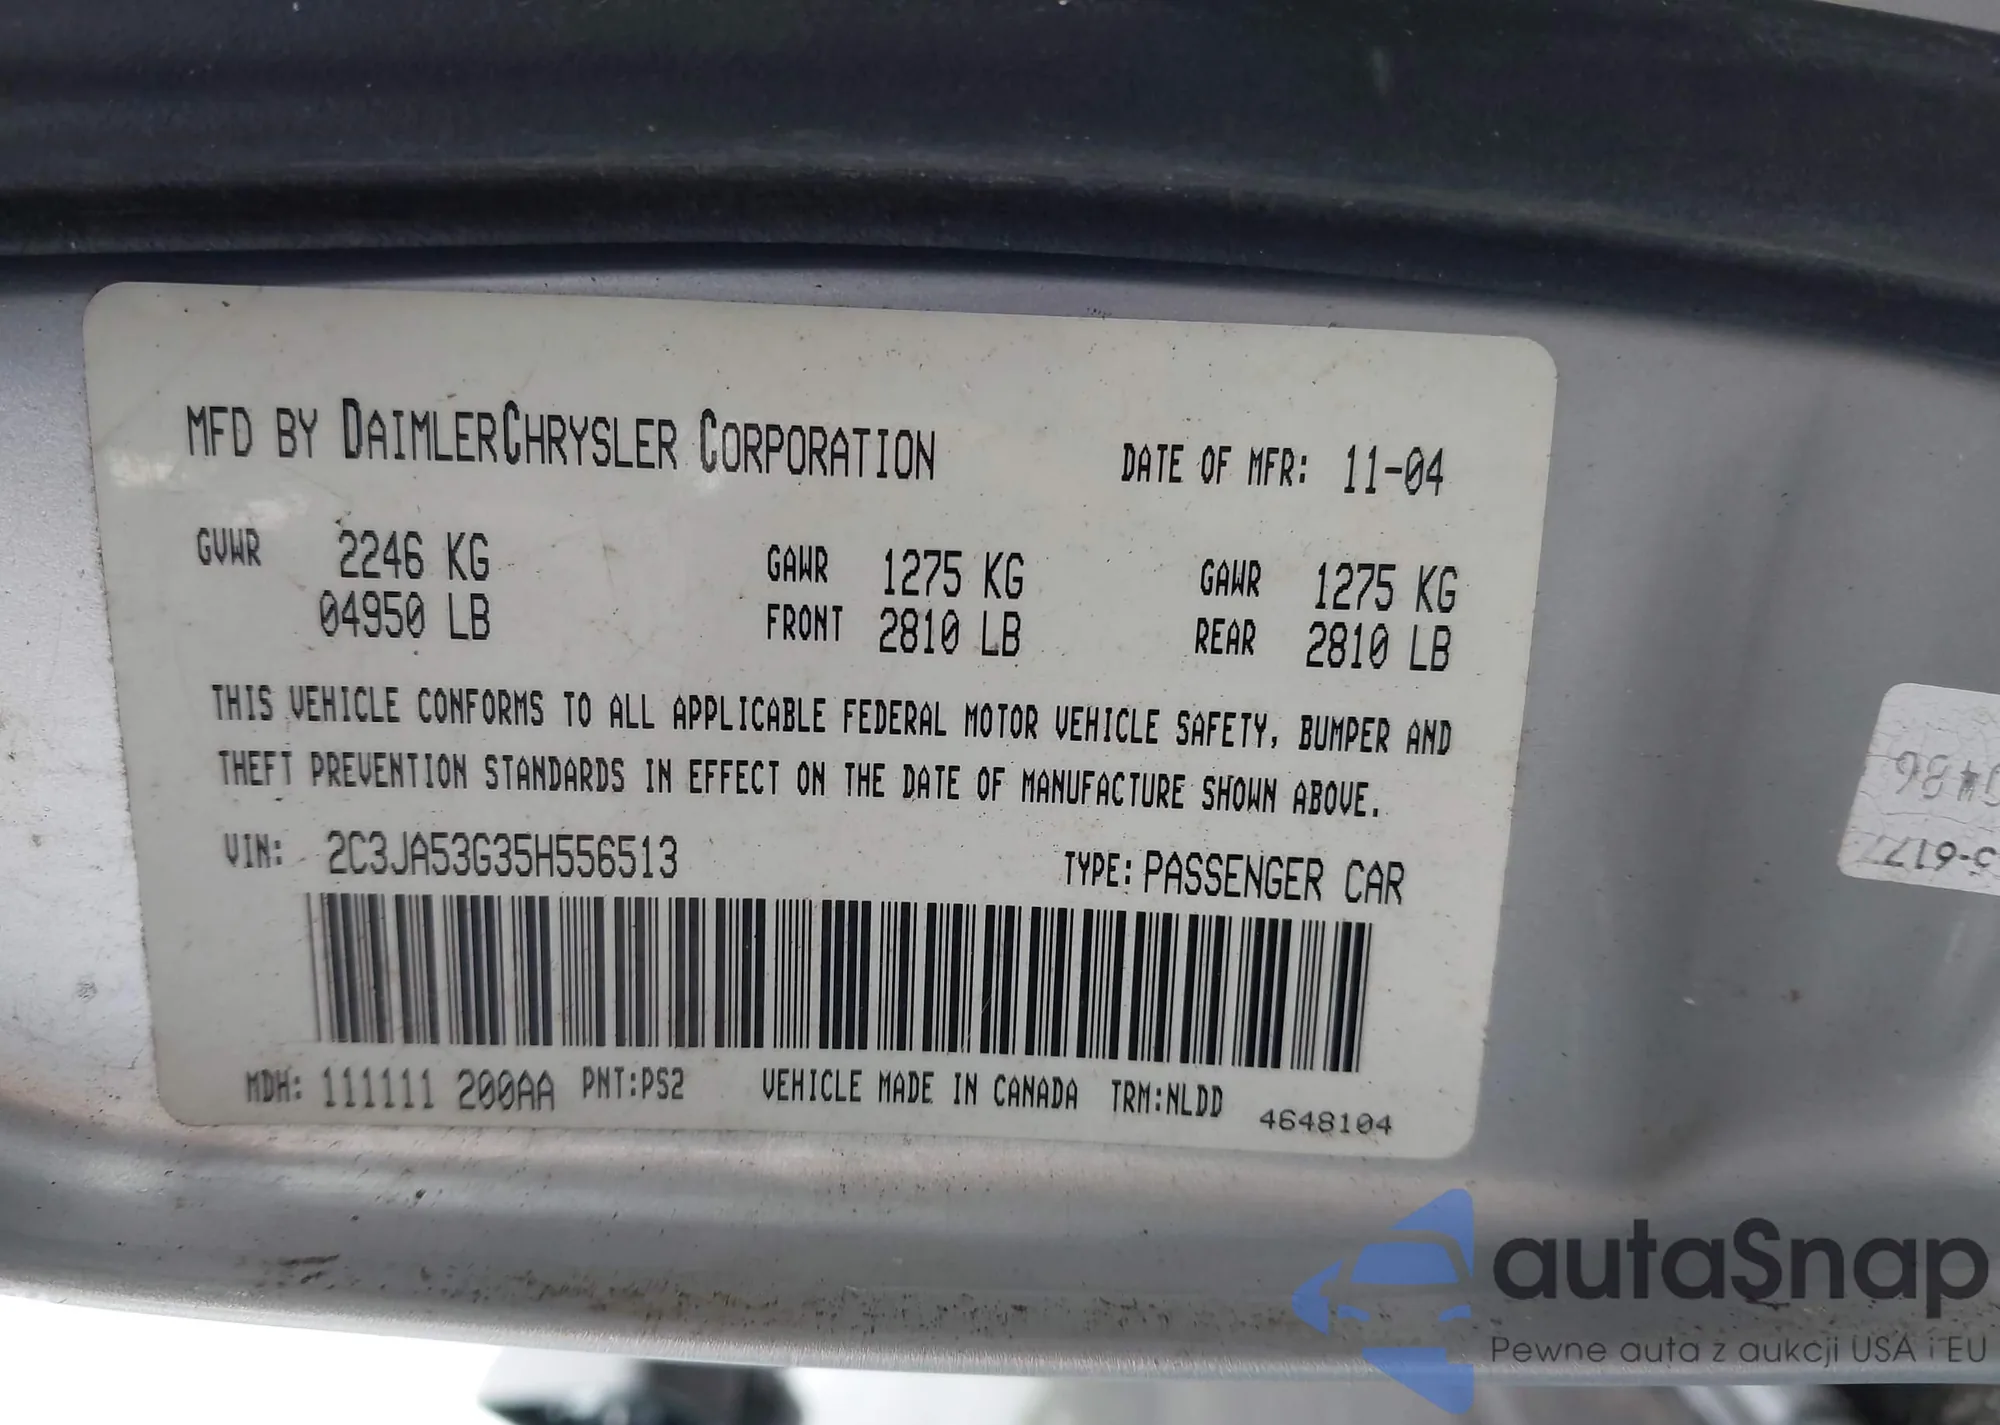 MFD BY DAIMLERCHRYSLER CORPORATION DATE OF MFR: 11-04
GVWR 2246 KG GAWR 1275 KG GAWR 1275 KG
04950 LB FRONT 2810 LB REAR 2810 LB
THIS VEHICLE CONFORMS TO ALL APPLICABLE FEDERAL MOTOR VEHICLE SAFETY, BUMPER AND
THEFT PREVENTION STANDARDS IN EFFECT ON THE DATE OF MANUFACTURE SHOWN ABOVE.
VIN: 2C3JA53G35H556513 TYPE: PASSENGER CAR
MDH: 111111 200AA PNT:PS2 VEHICLE MADE IN CANADA TRM:NLDD 4648104
autaSnap
Pewne auta z aukcji USA i EU